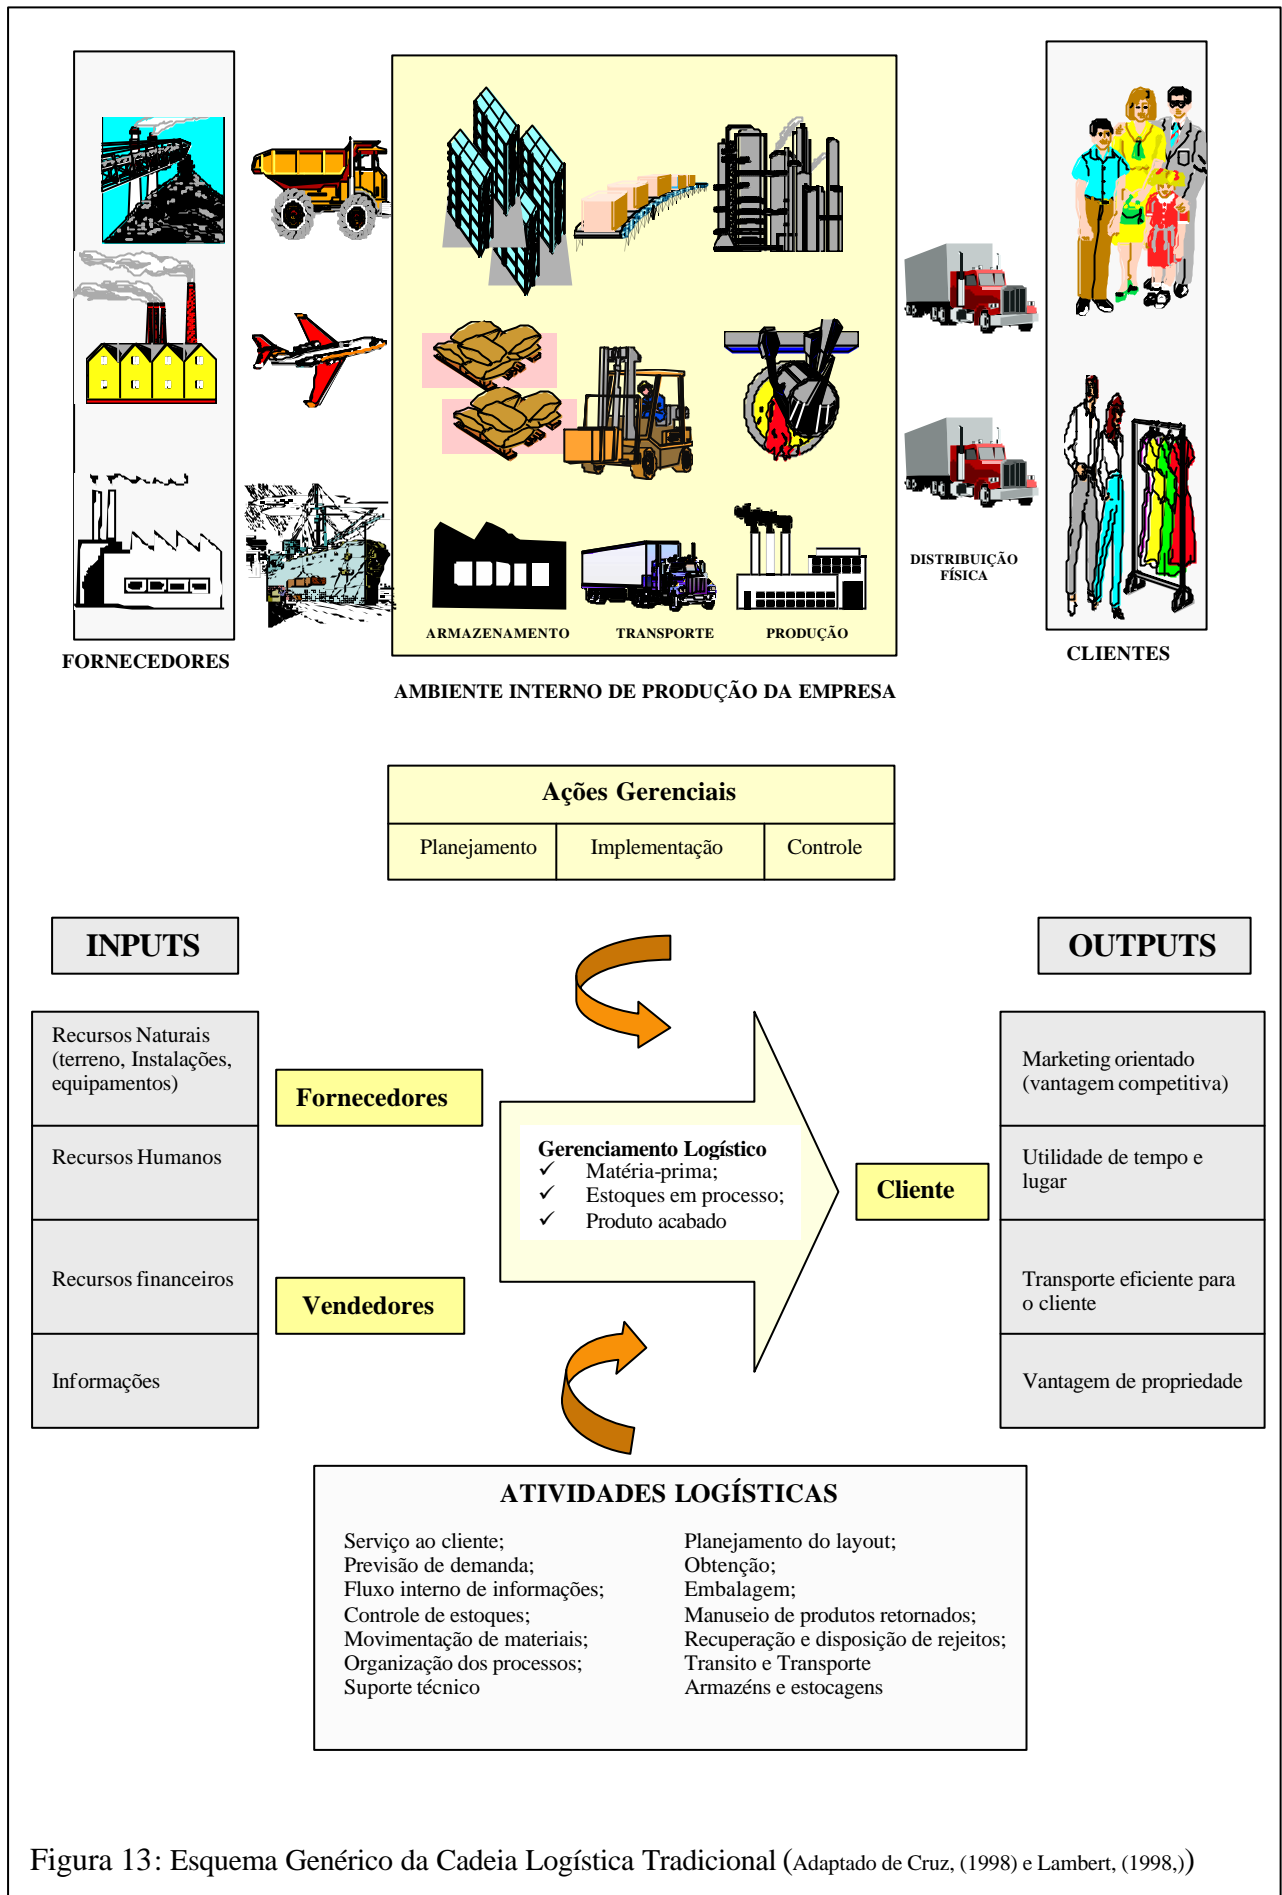 DISTRIBUIÇÃO
FÍSICA
ARMAZENAMENTO TRANSPORTE PRODUÇÃO
FORNECEDORES
CLIENTES
AMBIENTE INTERNO DE PRODUÇÃO DA EMPRESA
Ações Gerenciais
Planejamento Implementação Controle
INPUTS
OUTPUTS
Recursos Naturais
(terreno, Instalações,
equipamentos)
Recursos Humanos
Recursos financeiros
Informações
Fornecedores
Vendedores
Gerenciamento Logístico
✓ Matéria-prima;
✓ Estoques em processo;
✓ Produto acabado
Cliente
Marketing orientado
(vantagem competitiva)
Utilidade de tempo e
lugar
Transporte eficiente para
o cliente
Vantagem de propriedade
ATIVIDADES LOGÍSTICAS
Serviço ao cliente;
Previsão de demanda;
Fluxo interno de informações;
Controle de estoques;
Movimentação de materiais;
Organização dos processos;
Suporte técnico
Planejamento do layout;
Obtenção;
Embalagem;
Manuseio de produtos retornados;
Recuperação e disposição de rejeitos;
Transito e Transporte
Armazéns e estocagens
Figura 13: Esquema Genérico da Cadeia Logística Tradicional (Adaptado de Cruz, (1998) e Lambert, (1998,))